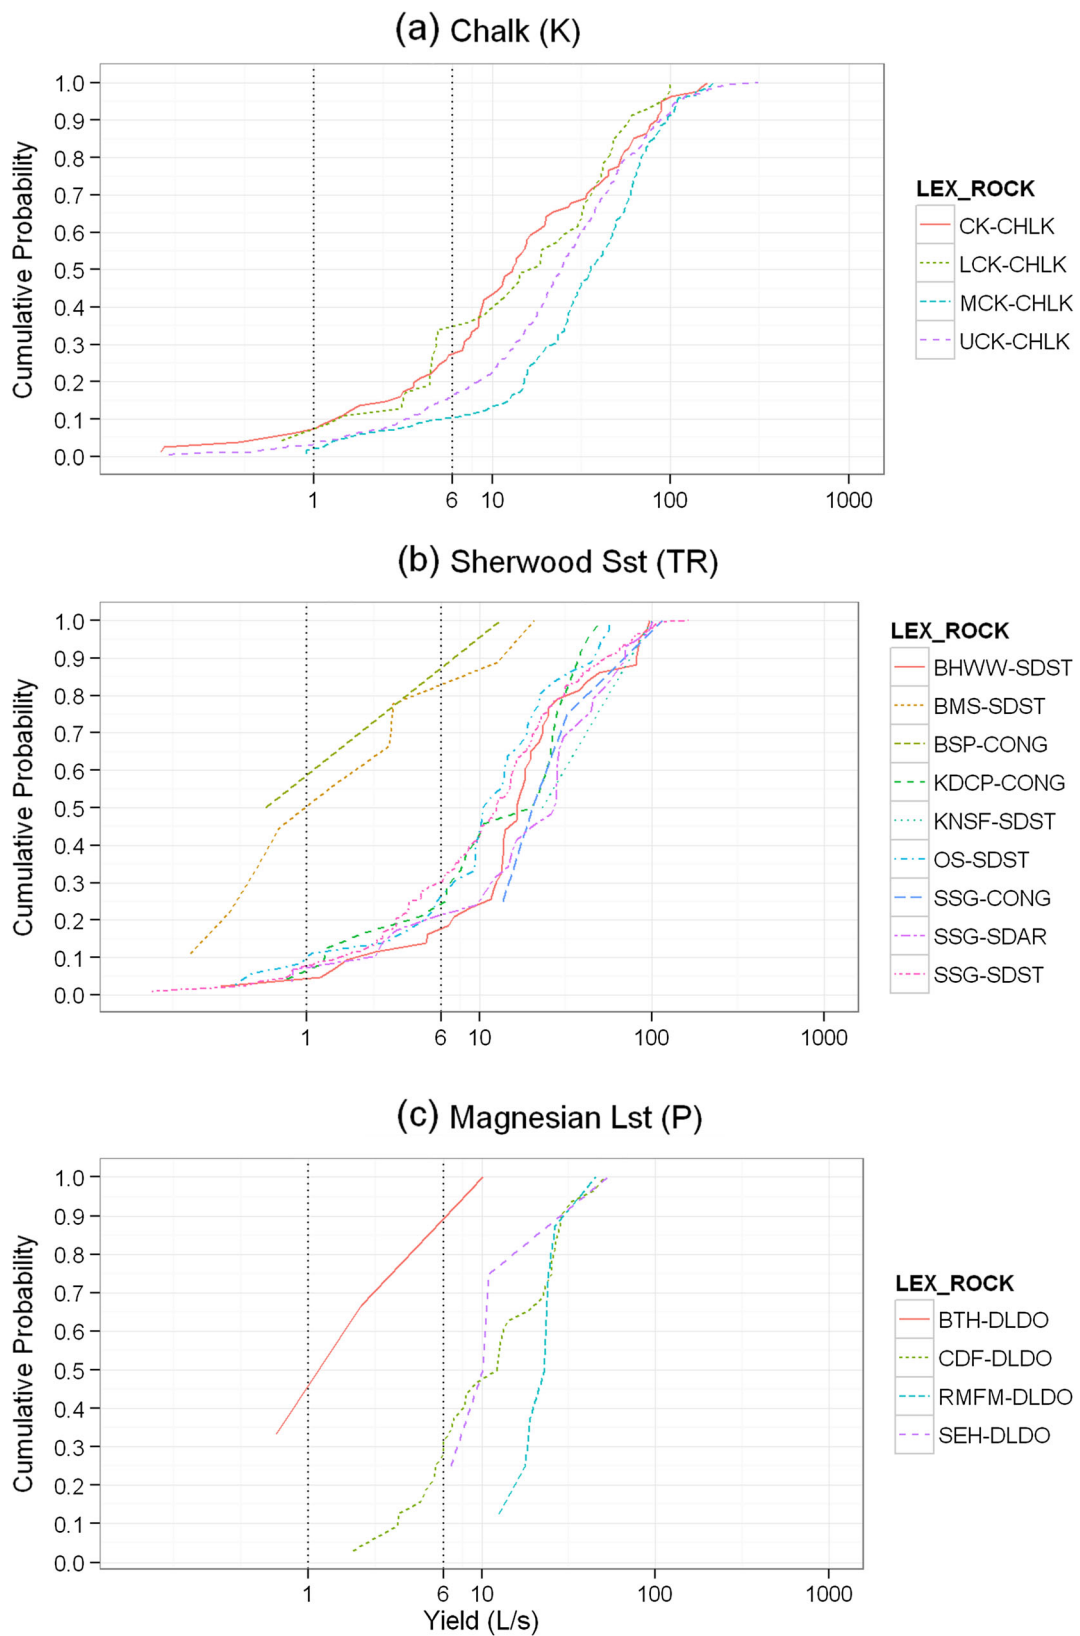 (a) Chalk (K)
Cumulative Probability
1.0
0.9
0.8
0.7
0.6
0.5
0.4
0.3
0.2
0.1
0.0
1 6 10 100 1000
LEX_ROCK
CK-CHLK
LCK-CHLK
MCK-CHLK
UCK-CHLK
(b) Sherwood Sst (TR)
Cumulative Probability
1.0
0.9
0.8
0.7
0.6
0.5
0.4
0.3
0.2
0.1
0.0
1 6 10 100 1000
LEX_ROCK
BHWW-SDST
BMS-SDST
BSP-CONG
KDCP-CONG
KNSF-SDST
OS-SDST
SSG-CONG
SSG-SDAR
SSG-SDST
(c) Magnesian Lst (P)
Cumulative Probability
1.0
0.9
0.8
0.7
0.6
0.5
0.4
0.3
0.2
0.1
0.0
1 6 10 100 1000
Yield (L/s)
LEX_ROCK
BTH-DLDO
CDF-DLDO
RMFM-DLDO
SEH-DLDO